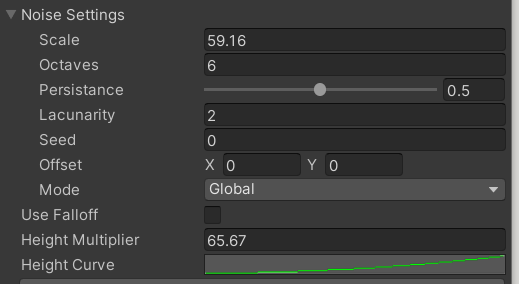 Noise Settings
Scale 59.16
Octaves 6
Persistance 0.5
Lacunarity 2
Seed 0
Offset X 0 Y 0
Mode Global
Use Falloff
Height Multiplier 65.67
Height Curve